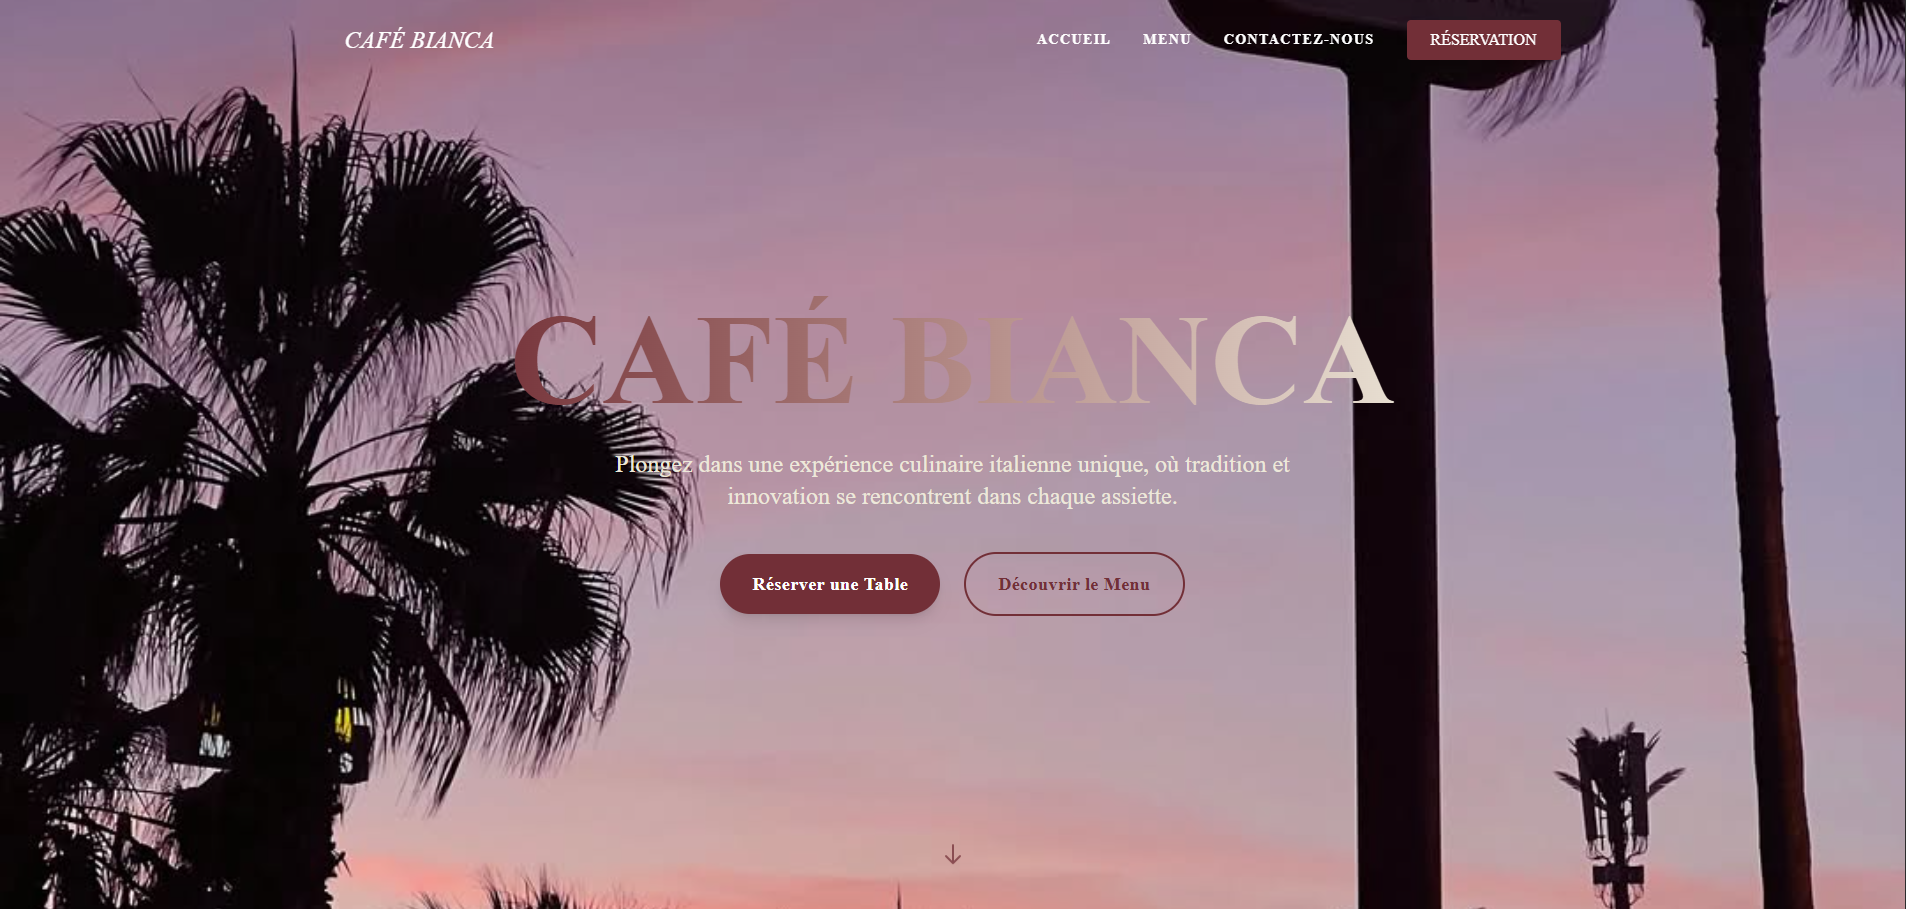 CAFÉ BIANCA
ACCUEIL
MENU
CONTACTEZ-NOUS
RÉSERVATION
CAFÉ BIANCA
Plongez dans une expérience culinaire italienne unique, où tradition et
innovation se rencontrent dans chaque assiette.
Réserver une Table
Découvrir le Menu